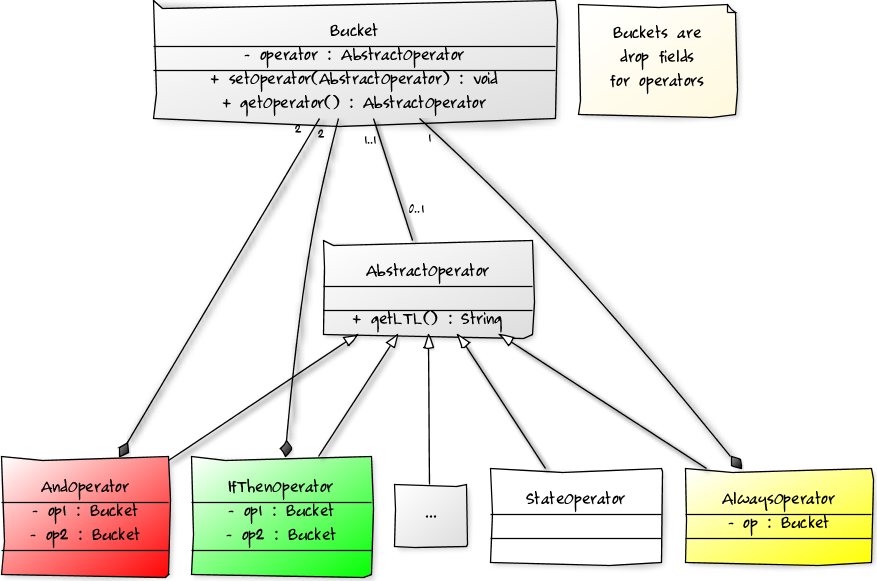 Bucket
- operator : AbstractOperator
+ setOperator(AbstractOperator) : void
+ getOperator() : AbstractOperator
Buckets are
drop fields
for operators
2
2
1..1
1
0..1
AbstractOperator
+ getLTL() : String
AndOperator
- op1 : Bucket
- op2 : Bucket
IfThenOperator
- op1 : Bucket
- op2 : Bucket
...
StateOperator
AlwaysOperator
- op : Bucket